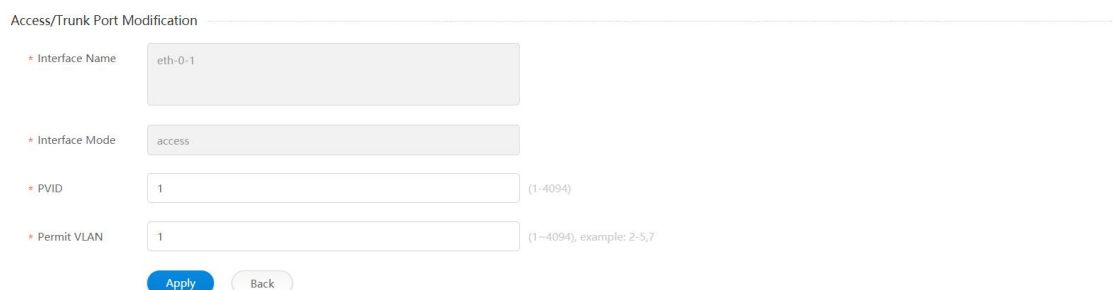 Access/Trunk Port Modification
* Interface Name eth-0-1
* Interface Mode access
* PVID 1 (1-4094)
* Permit VLAN 1 (1~4094), example: 2-5,7
Apply Back